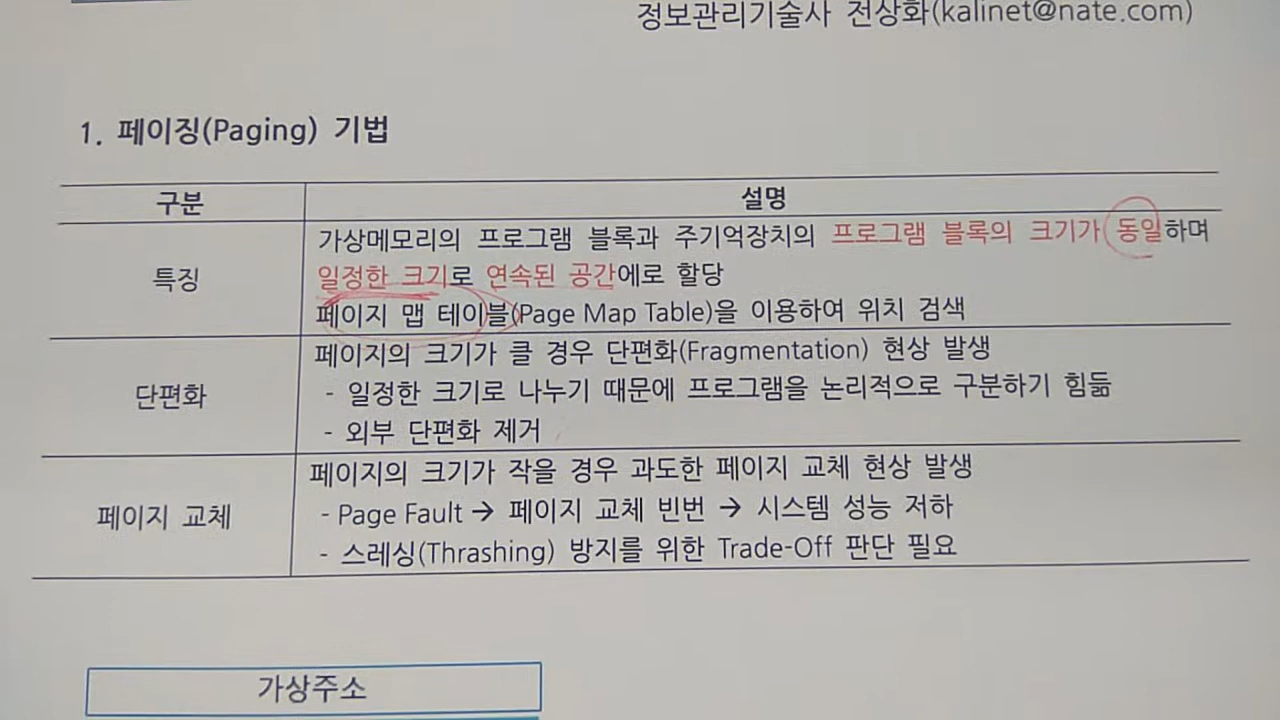 정보관리기술사 전상화(kalinet@nate.com)
1. 페이징(Paging) 기법
구분
설명
특징
가상메모리의 프로그램 블록과 주기억장치의 프로그램 블록의 크기가 동일하며
일정한 크기로 연속된 공간에로 할당
페이지 맵 테이블(Page Map Table)을 이용하여 위치 검색
단편화
페이지의 크기가 클 경우 단편화(Fragmentation) 현상 발생
- 일정한 크기로 나누기 때문에 프로그램을 논리적으로 구분하기 힘듦
- 외부 단편화 제거
페이지 교체
페이지의 크기가 작을 경우 과도한 페이지 교체 현상 발생
- Page Fault → 페이지 교체 빈번 → 시스템 성능 저하
- 스레싱(Thrashing) 방지를 위한 Trade-Off 판단 필요
가상주소